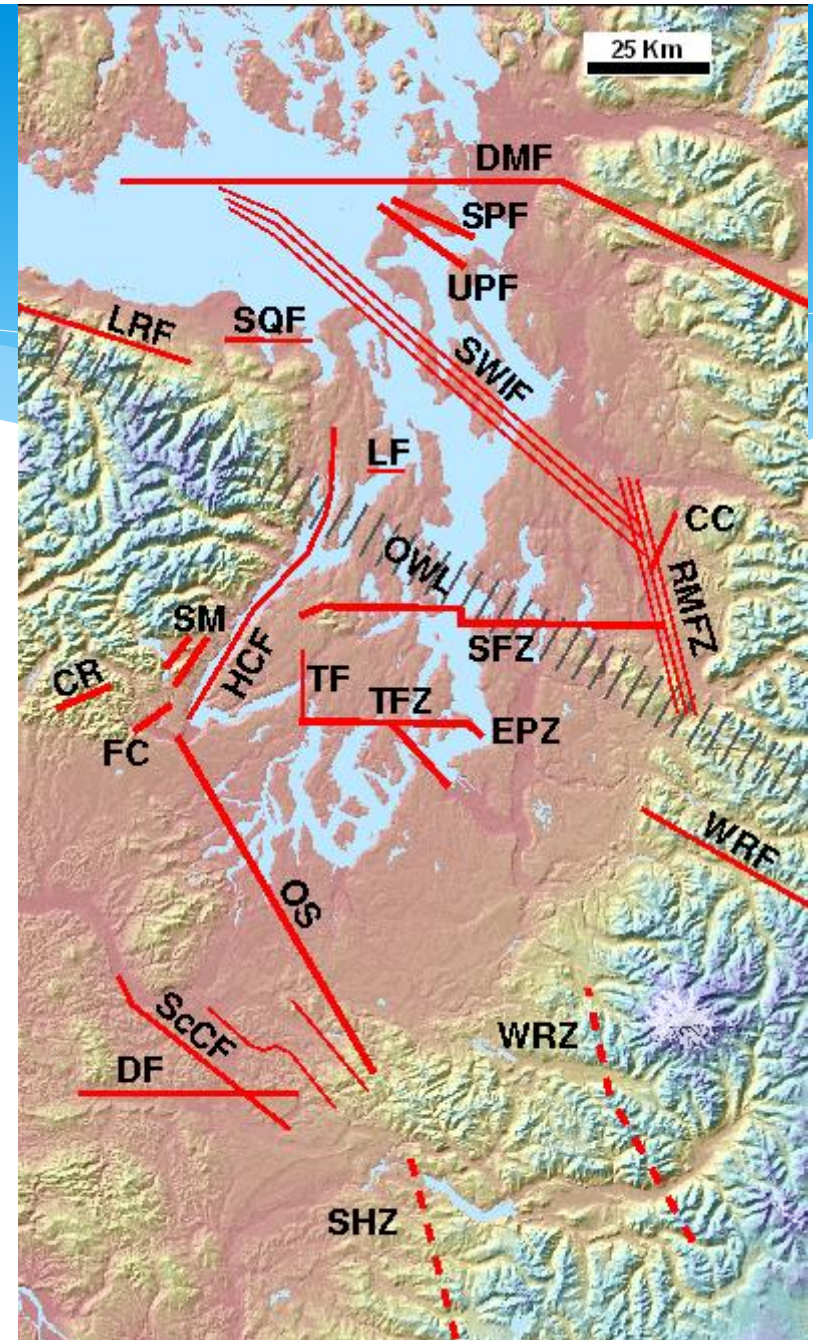 25 Km
DMF
SPF
UPF
LRF
SQF
SWIF
LF
CC
OWL
RMFZ
SM
SFZ
HCF
CR
TF
TFZ
FC
EPZ
WRF
OS
ScCF
WRZ
DF
SHZ